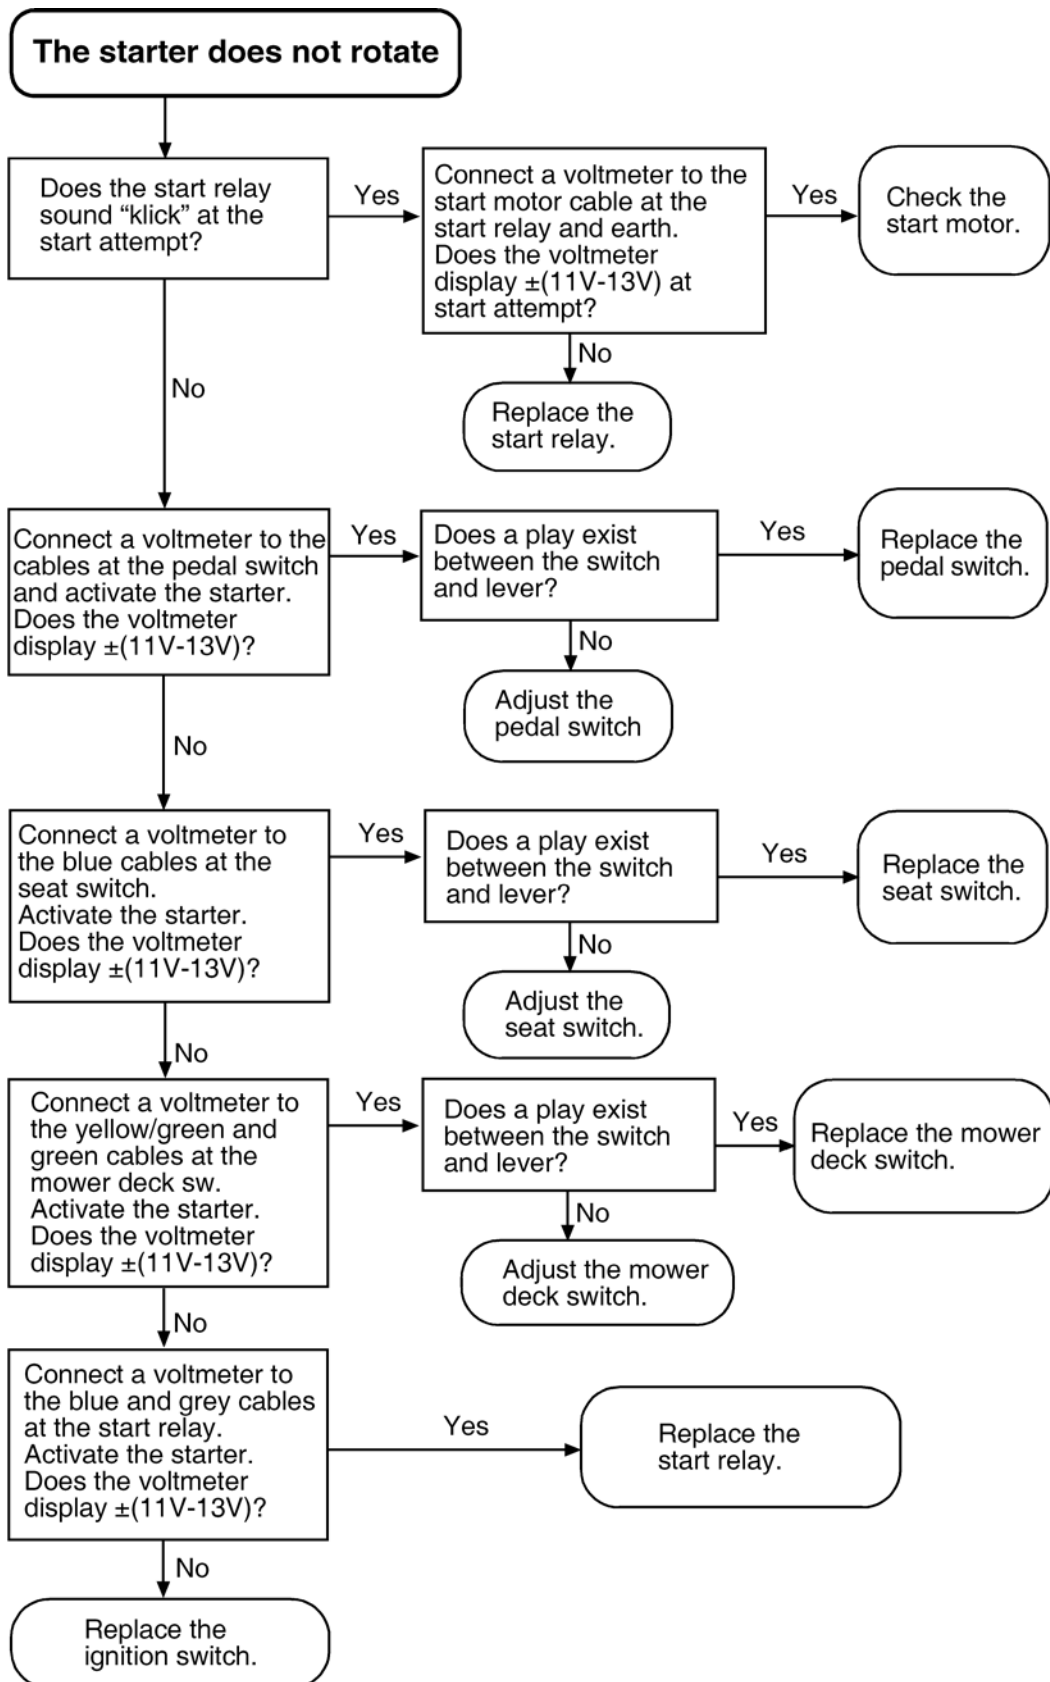 The starter does not rotate
Does the start relay
sound “klick” at the
start attempt?
Yes
Connect a voltmeter to the
start motor cable at the
start relay and earth.
Does the voltmeter
display ±(11V-13V) at
start attempt?
Yes
Check the
start motor.
No
Replace the
start relay.
No
Connect a voltmeter to the
cables at the pedal switch
and activate the starter.
Does the voltmeter
display ±(11V-13V)?
Yes
Does a play exist
between the switch
and lever?
Yes
Replace the
pedal switch.
No
Adjust the
pedal switch
No
Connect a voltmeter to
the blue cables at the
seat switch.
Activate the starter.
Does the voltmeter
display ±(11V-13V)?
Yes
Does a play exist
between the switch
and lever?
Yes
Replace the
seat switch.
No
Adjust the
seat switch.
No
Connect a voltmeter to
the yellow/green and
green cables at the
mower deck sw.
Activate the starter.
Does the voltmeter
display ±(11V-13V)?
Yes
Does a play exist
between the switch
and lever?
Yes
Replace the mower
deck switch.
No
Adjust the mower
deck switch.
No
Connect a voltmeter to
the blue and grey cables
at the start relay.
Activate the starter.
Does the voltmeter
display ±(11V-13V)?
Yes
Replace the
start relay.
No
Replace the
ignition switch.